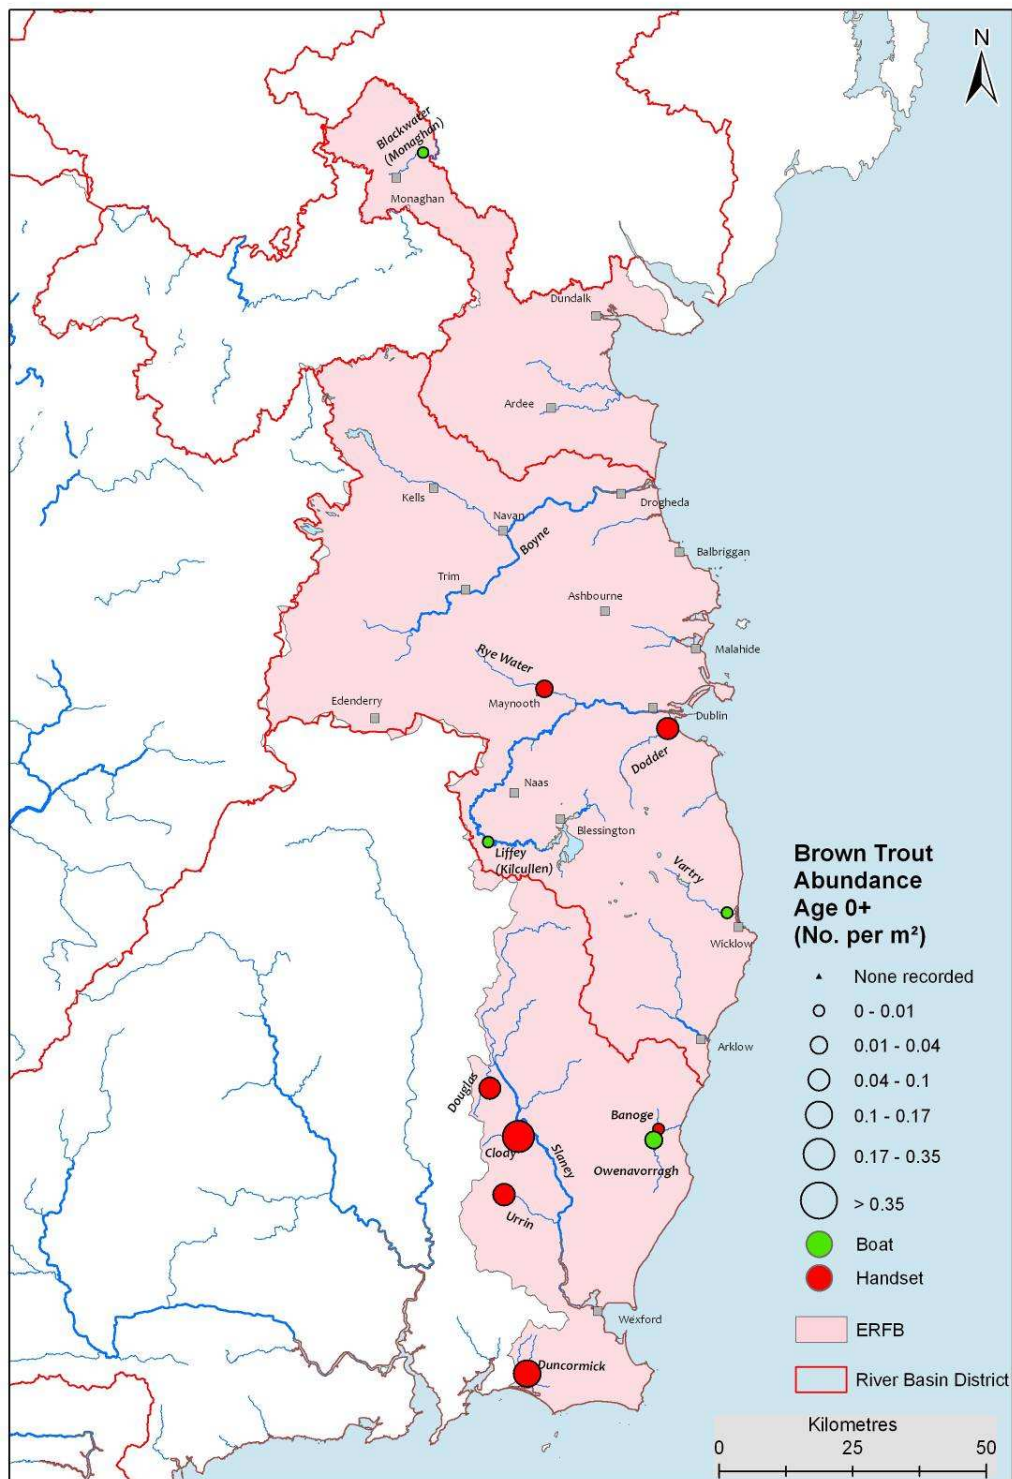 N
Blackwater
(Monaghan)
Monaghan
Dundalk
Ardee
Kells
Drogheda
Navan
Boyne
Balbriggan
Trim
Ashbourne
Malahide
Rye Water
Edenderry
Maynooth
Dublin
Dodder
Naas
Blessington
Liffey
(Kilcullen)
Vartry
Wicklow
Arklow
Douglas
Banoge
Clody
Slaney
Owenavorragh
Urrin
Wexford
Duncormick
Brown Trout
Abundance
Age 0+
(No. per m²)
None recorded
0 - 0.01
0.01 - 0.04
0.04 - 0.1
0.1 - 0.17
0.17 - 0.35
> 0.35
Boat
Handset
ERFB
River Basin District
Kilometres
0 25 50